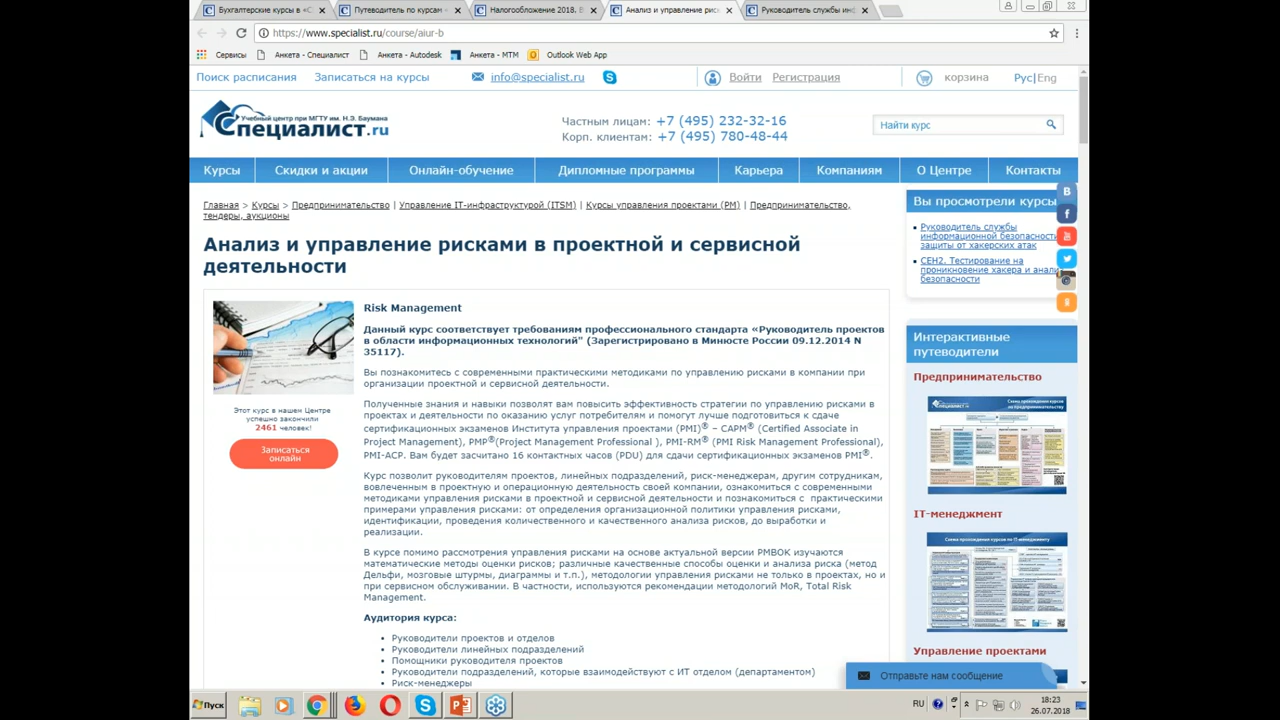 Бухгалтерские курсы в «С
Путеводитель по курсам
Налогообложение 2018. В
Анализ и управление рис
Руководитель службы ин
https://www.specialist.ru/course/aiur-b
Сервисы
Анкета - Специалист
Анкета - Autodesk
Анкета - МТМ
Outlook Web App
Поиск расписания
Записаться на курсы
info@specialist.ru
Войти
Регистрация
корзина
Рус|Eng
Учебный центр при МГТУ им. Н.Э. Баумана
Специалист.ru
Частным лицам: +7 (495) 232-32-16
Корп. клиентам: +7 (495) 780-48-44
Найти курс
Курсы
Скидки и акции
Онлайн-обучение
Дипломные программы
Карьера
Компаниям
О Центре
Контакты
Главная > Курсы > Предпринимательство | Управление IT-инфраструктурой (ITSM) | Курсы управления проектами (PM) | Предпринимательство,
тендеры, аукционы
Анализ и управление рисками в проектной и сервисной
деятельности
Этот курс в нашем Центре
успешно закончили
2461 человек!
Записаться
онлайн
Risk Management
Данный курс соответствует требованиям профессионального стандарта «Руководитель проектов
в области информационных технологий" (Зарегистрировано в Минюсте России 09.12.2014 N
35117).
Вы познакомитесь с современными практическими методиками по управлению рисками в компании при
организации проектной и сервисной деятельности.
Полученные знания и навыки позволят вам повысить эффективность стратегии по управлению рисками в
проектах и деятельности по оказанию услуг потребителям и помогут лучше подготовиться к сдаче
сертификационных экзаменов Института управления проектами (PMI)® – CAPM® (Certified Associate in
Project Management), PMP®(Project Management Professional ), PMI-RM® (PMI Risk Management Professional),
PMI-ACP. Вам будет засчитано 16 контактных часов (PDU) для сдачи сертификационных экзаменов PMI®.
Курс позволит руководителям проектов, линейных подразделений, риск-менеджерам, другим сотрудникам,
вовлеченным в проектную и операционную деятельность своей компании, ознакомиться с современными
методиками управления рисками в проектной и сервисной деятельности и познакомиться с практическими
примерами управления рисками: от определения организационной политики управления рисками,
идентификации, проведения количественного и качественного анализа рисков, до выработки и
реализации.
В курсе помимо рассмотрения управления рисками на основе актуальной версии PMBOK изучаются
математические методы оценки рисков; различные качественные способы оценки и анализа риска (метод
Дельфи, мозговые штурмы, диаграммы и т.п.), методологии управления рисками не только в проектах, но и
при сервисном обслуживании. В частности, используются рекомендации методологий MoR, Total Risk
Management.
Аудитория курса:
Руководители проектов и отделов
Руководители линейных подразделений
Помощники руководителя проектов
Руководители подразделений, которые взаимодействуют с ИТ отделом (департаментом)
Риск-менеджеры
Вы просмотрели курсы
Руководитель службы
информационной безопасности
защиты от хакерских атак
CEH2. Тестирование на
проникновение хакера и анали
безопасности
Интерактивные
путеводители
Предпринимательство
Схема прохождения курсов
по предпринимательству
IT-менеджмент
Схема прохождения курсов по IT-менеджменту
Управление проектами
Отправьте нам сообщение
Пуск
RU
18:23
26.07.2018